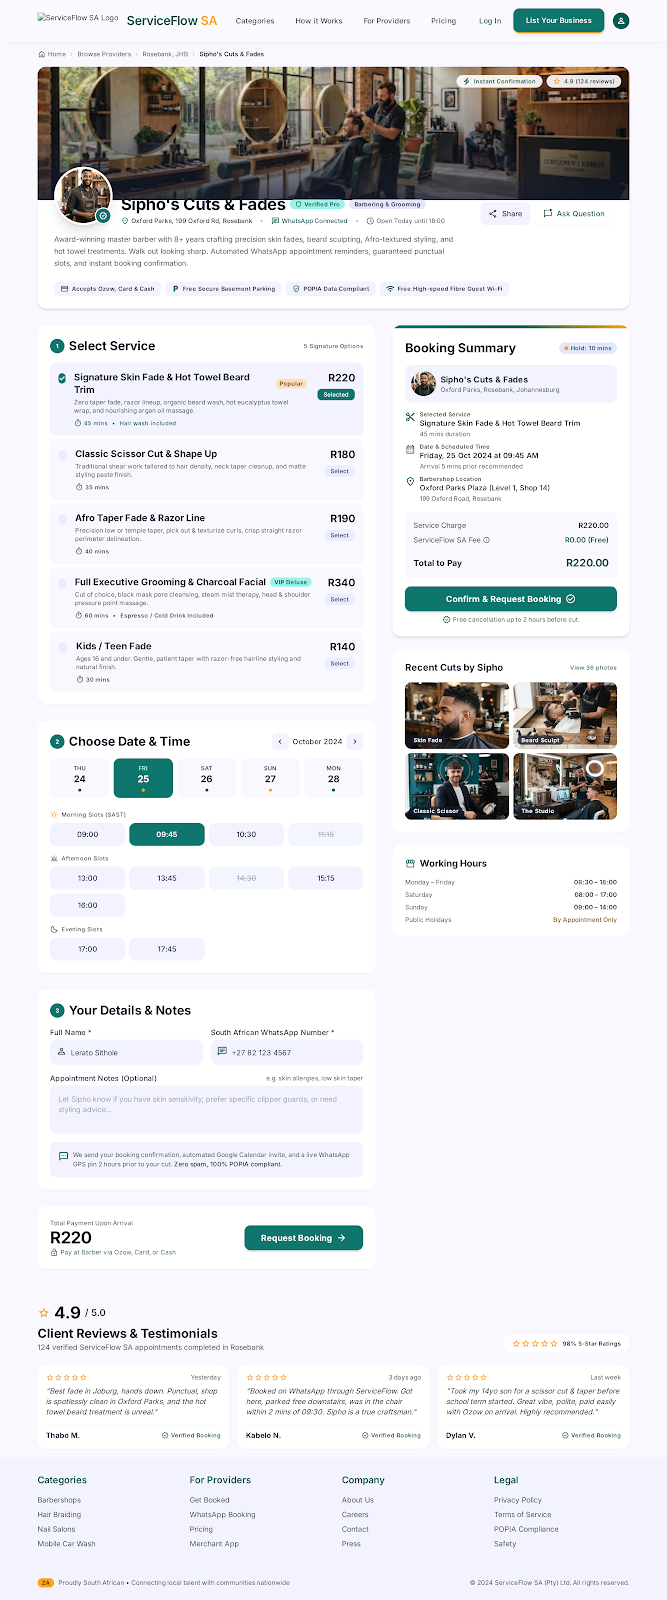 ServiceFlow SA Logo
ServiceFlow SA
Categories
How it Works
For Providers
Pricing
Log In
List Your Business
Home › Browse Providers › Rosebank, JHB › Sipho's Cuts & Fades
Instant Confirmation
4.9 (124 reviews)
THE GENTLEMEN'S GARAGE
Sipho's Cuts & Fades
Verified Pro
Barbering & Grooming
Oxford Parks, 199 Oxford Rd, Rosebank • WhatsApp Connected • Open Today until 18:00
Share
Ask Question
Award-winning master barber with 8+ years crafting precision skin fades, beard sculpting, Afro-textured styling, and
hot towel treatments. Walk out looking sharp. Automated WhatsApp appointment reminders, guaranteed punctual
slots, and instant booking confirmation.
Accepts Ozow, Card & Cash
Free Secure Basement Parking
POPIA Data Compliant
Free High-speed Fibre Guest Wi-Fi
1 Select Service
5 Signature Options
Signature Skin Fade & Hot Towel Beard
Trim
Popular
R220
Zero taper fade, razor lineup, organic beard wash, hot eucalyptus towel
wrap, and nourishing argan oil massage.
Selected
45 mins • Hair wash included
Classic Scissor Cut & Shape Up
R180
Traditional shear work tailored to hair density, neck taper cleanup, and matte
styling paste finish.
Select
35 mins
Afro Taper Fade & Razor Line
R190
Precision low or temple taper, pick out & texturize curls, crisp straight razor
perimeter delineation.
Select
40 mins
Full Executive Grooming & Charcoal Facial
VIP Deluxe
R340
Cut of choice, black mask pore cleansing, steam mist therapy, head & shoulder
pressure point massage.
Select
60 mins • Espresso / Cold Drink Included
Kids / Teen Fade
R140
Ages 16 and under. Gentle, patient taper with razor-free hairline styling and
natural finish.
Select
30 mins
2 Choose Date & Time
‹ October 2024 ›
THU
24
FRI
25
SAT
26
SUN
27
MON
28
Morning Slots (SAST)
09:00
09:45
10:30
11:15
Afternoon Slots
13:00
13:45
14:30
15:15
16:00
Evening Slots
17:00
17:45
3 Your Details & Notes
Full Name *
South African WhatsApp Number *
Lerato Sithole
+27 82 123 4567
Appointment Notes (Optional)
e.g. skin allergies, low skin taper
Let Sipho know if you have skin sensitivity, prefer specific clipper guards, or need
styling advice...
We send your booking confirmation, automated Google Calendar invite, and a live WhatsApp
GPS pin 2 hours prior to your cut. Zero spam, 100% POPIA compliant.
Total Payment Upon Arrival
R220
Pay at Barber via Ozow, Card, or Cash
Request Booking →
Booking Summary
Hold: 10 mins
Sipho's Cuts & Fades
Oxford Parks, Rosebank, Johannesburg
Selected Service
Signature Skin Fade & Hot Towel Beard Trim
45 mins duration
Date & Scheduled Time
Friday, 25 Oct 2024 at 09:45 AM
Arrival 5 mins prior recommended
Barbershop Location
Oxford Parks Plaza (Level 1, Shop 14)
199 Oxford Road, Rosebank
Service Charge R220.00
ServiceFlow SA Fee R0.00 (Free)
Total to Pay R220.00
Confirm & Request Booking
Free cancellation up to 2 hours before cut.
Recent Cuts by Sipho
View 36 photos
Skin Fade
Beard Sculpt
Classic Scissor
The Studio
Working Hours
Monday – Friday 08:30 – 18:00
Saturday 08:00 – 17:00
Sunday 09:00 – 14:00
Public Holidays By Appointment Only
4.9 / 5.0
Client Reviews & Testimonials
124 verified ServiceFlow SA appointments completed in Rosebank
98% 5-Star Ratings
Yesterday
"Best fade in Joburg, hands down. Punctual, shop
is spotlessly clean in Oxford Parks, and the hot
towel beard treatment is unreal."
Thabo M.
Verified Booking
3 days ago
"Booked on WhatsApp through ServiceFlow. Got
here, parked free downstairs, was in the chair
within 2 mins of 09:30. Sipho is a true craftsman."
Kabelo N.
Verified Booking
Last week
"Took my 14yo son for a scissor cut & taper before
school term started. Great vibe, polite, paid easily
with Ozow on arrival. Highly recommended."
Dylan V.
Verified Booking
Categories
Barbershops
Hair Braiding
Nail Salons
Mobile Car Wash
For Providers
Get Booked
WhatsApp Booking
Pricing
Merchant App
Company
About Us
Careers
Contact
Press
Legal
Privacy Policy
Terms of Service
POPIA Compliance
Safety
ZA Proudly South African • Connecting local talent with communities nationwide
© 2024 ServiceFlow SA (Pty) Ltd. All rights reserved.